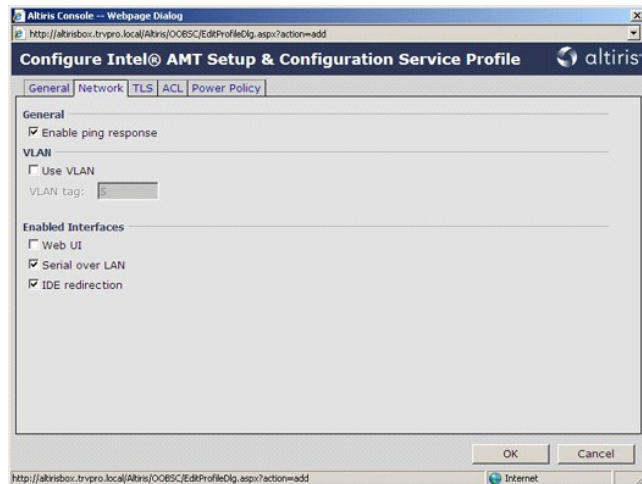 Altiris Console -- Webpage Dialog
http://altirisbox.trvpro.local/Altiris/OOBSC/EditProfileDlg.aspx?action=add
Configure Intel® AMT Setup & Configuration Service Profile
altiris
General Network TLS ACL Power Policy
General
Enable ping response
VLAN
Use VLAN
VLAN tag: 5
Enabled Interfaces
Web UI
Serial over LAN
IDE redirection
OK Cancel
http://altirisbox.trvpro.local/Altiris/OOBSC/EditProfileDlg.aspx?action=add Internet